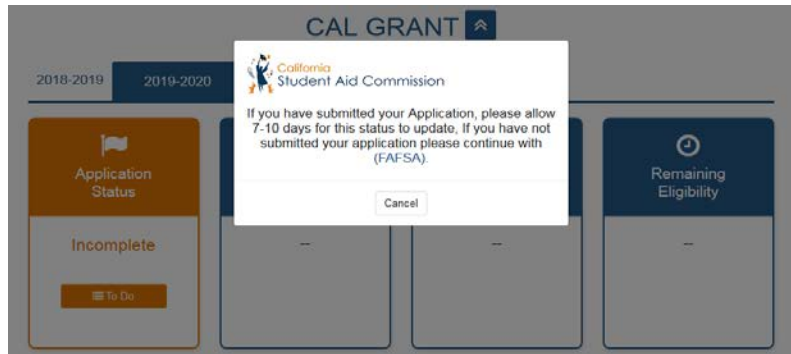 CAL GRANT
2018-2019
2019-2020
California
Student Aid Commission
If you have submitted your Application, please allow
7-10 days for this status to update, If you have not
submitted your application please continue with
(FAFSA).
Cancel
Application
Status
Incomplete
To Do
--
--
Remaining
Eligibility
--